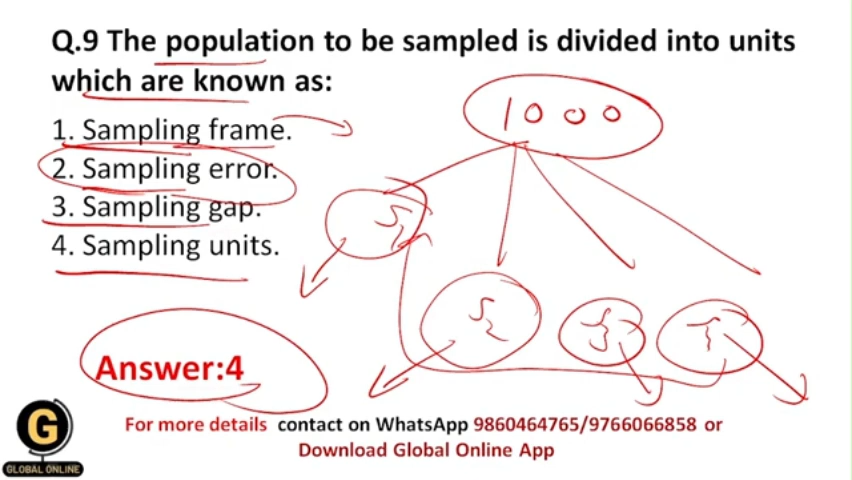 Q.9 The population to be sampled is divided into units
which are known as:
1. Sampling frame.
2. Sampling error.
3. Sampling gap.
4. Sampling units.
1000
S1
S2
Answer:4
For more details contact on WhatsApp 9860464765/9766066858 or
Download Global Online App
G
GLOBAL ONLINE